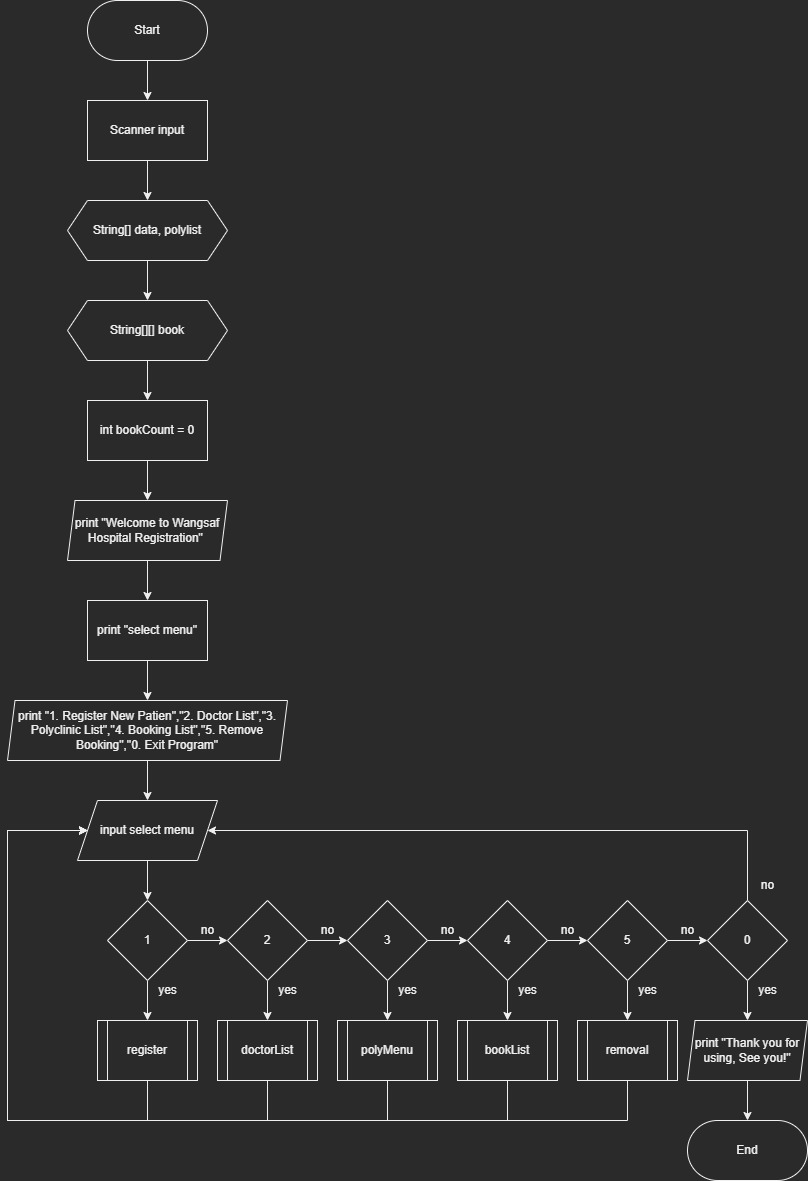 Start
Scanner input
String[] data, polylist
String[][] book
int bookCount = 0
print "Welcome to Wangsaf
Hospital Registration"
print "select menu"
print "1. Register New Patien","2. Doctor List","3.
Polyclinic List","4. Booking List","5. Remove
Booking","0. Exit Program"
input select menu
no
1
no
2
no
3
no
4
no
5
no
0
yes
yes
yes
yes
yes
yes
register
doctorList
polyMenu
bookList
removal
print "Thank you for
using, See you!"
End